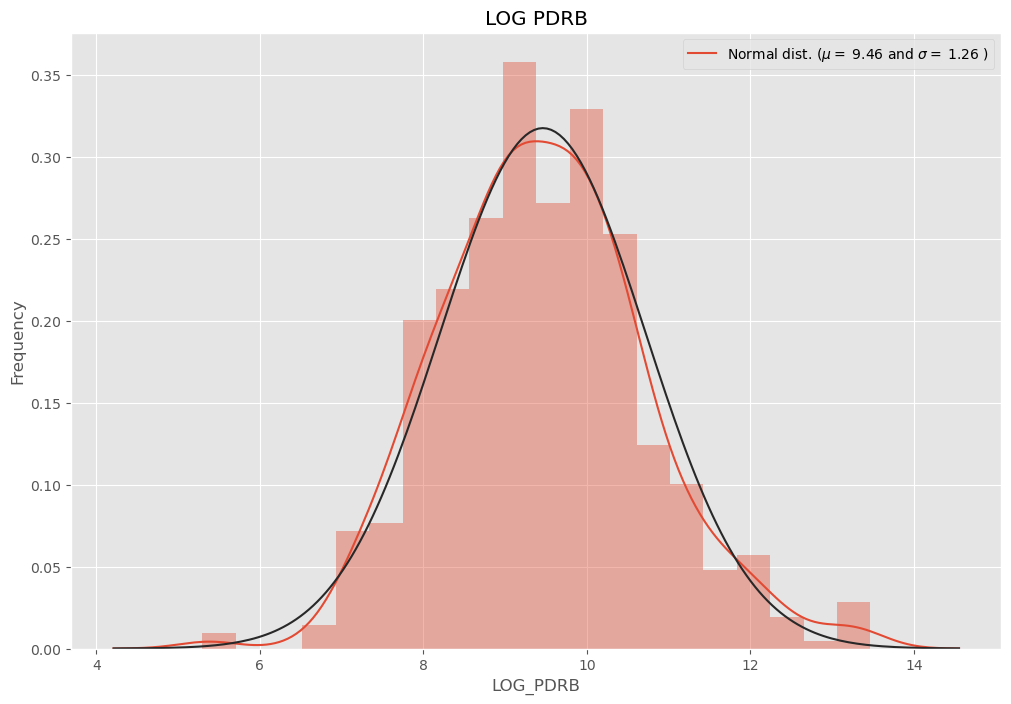 LOG PDRB
Normal dist. (μ = 9.46 and σ = 1.26 )
Frequency
0.35
0.30
0.25
0.20
0.15
0.10
0.05
0.00
4 6 8 10 12 14
LOG_PDRB